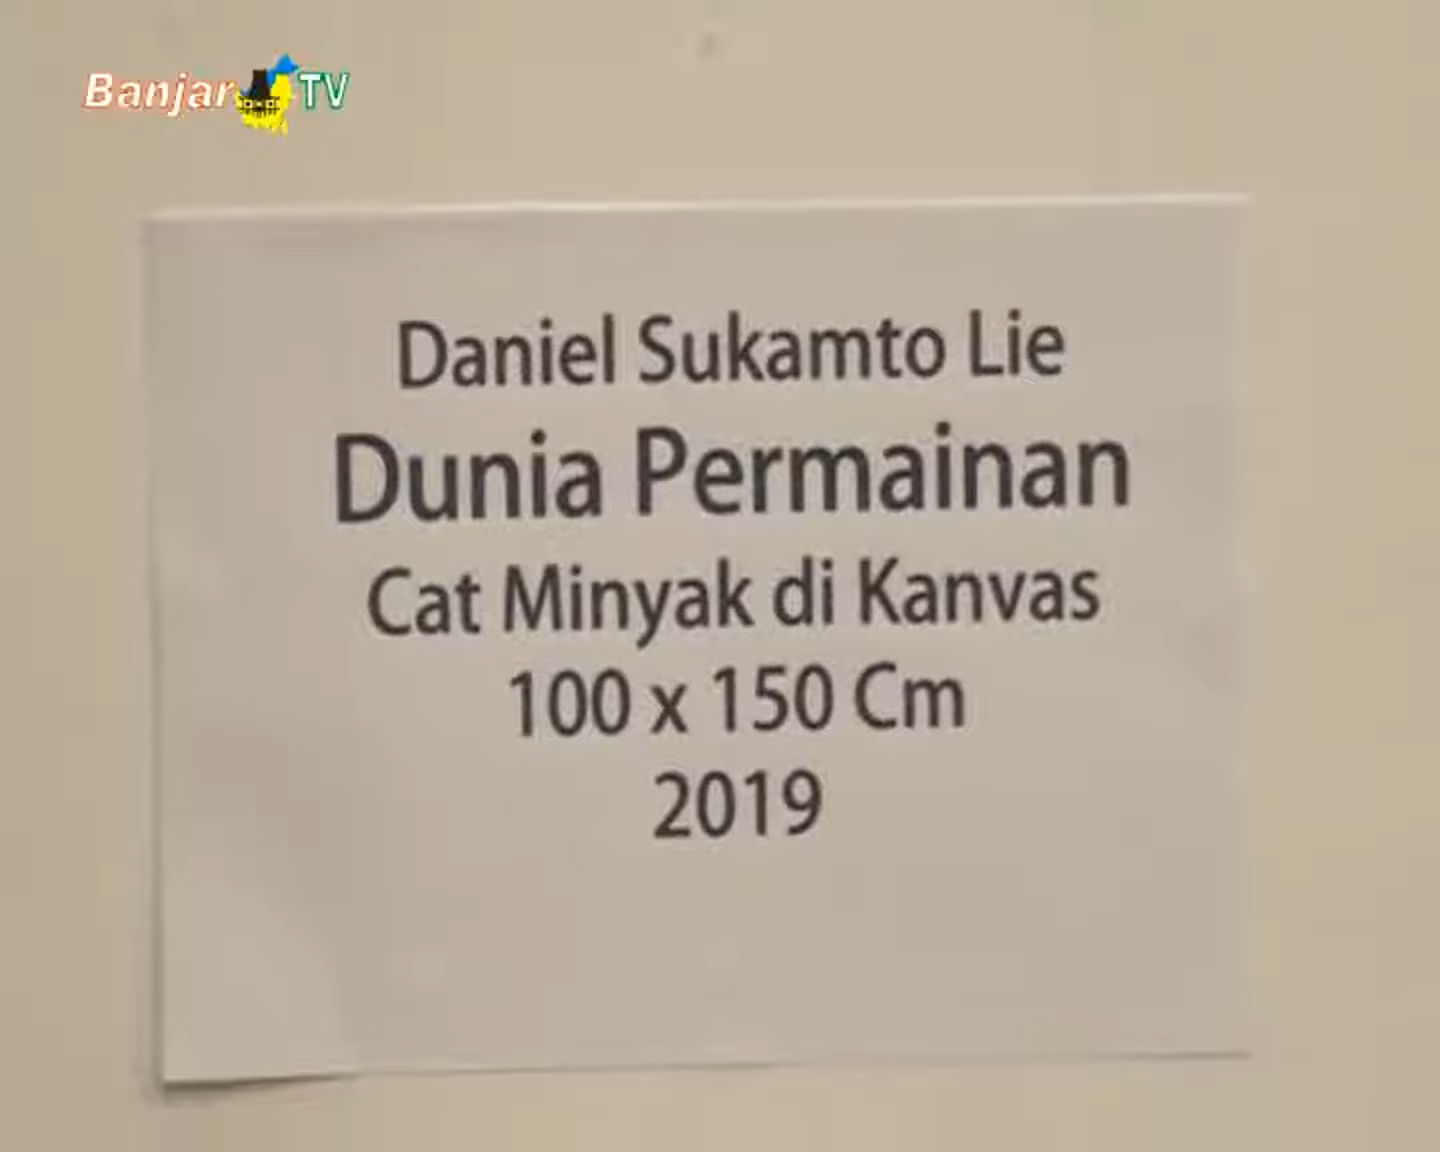 Banjar TV
Daniel Sukamto Lie
Dunia Permainan
Cat Minyak di Kanvas
100 x 150 Cm
2019